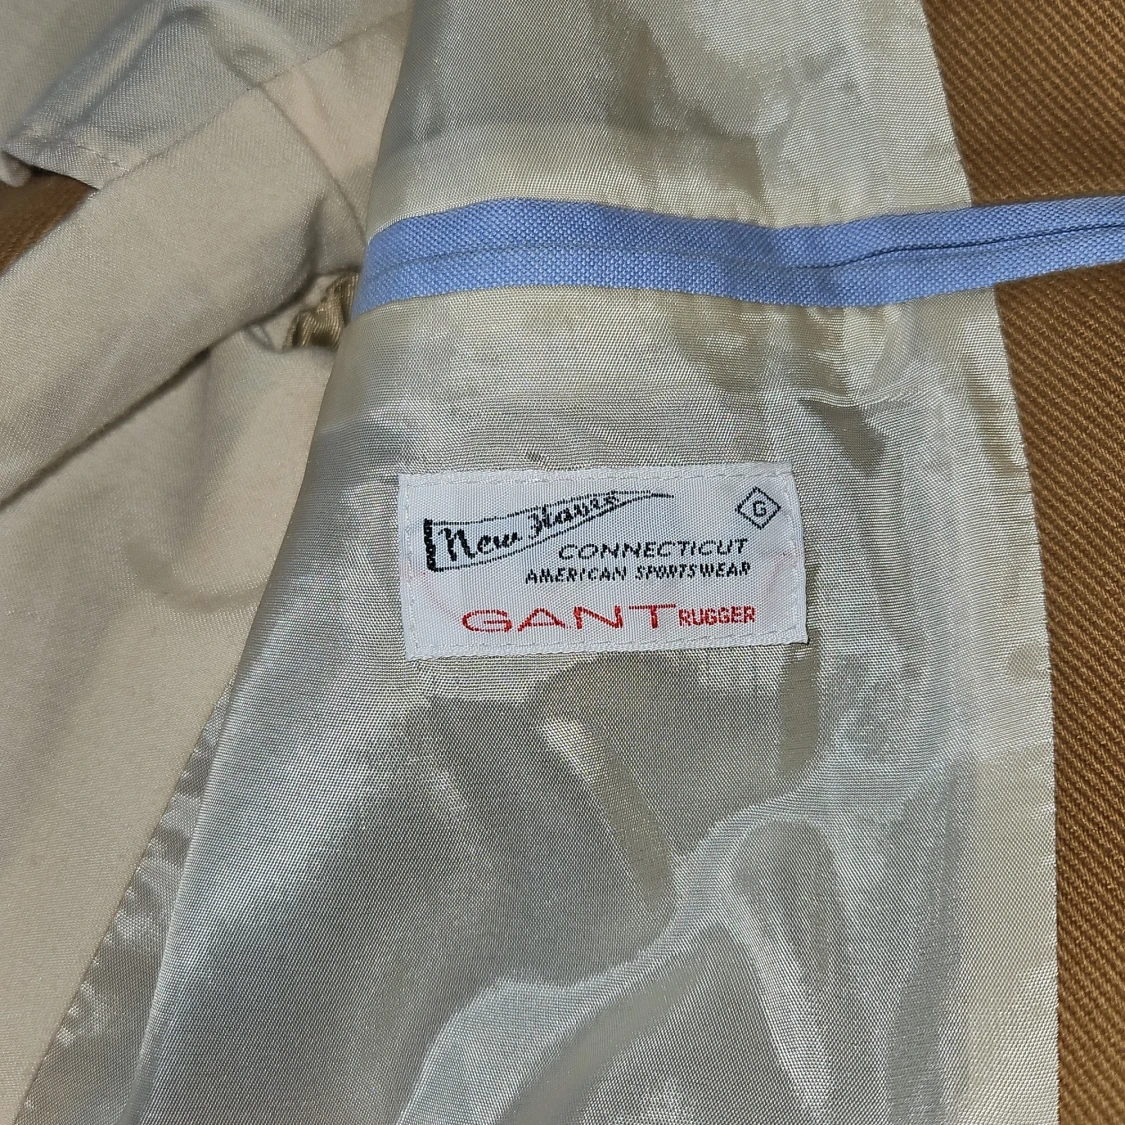 New Haven
G
CONNECTICUT
AMERICAN SPORTSWEAR
GANT RUGGER